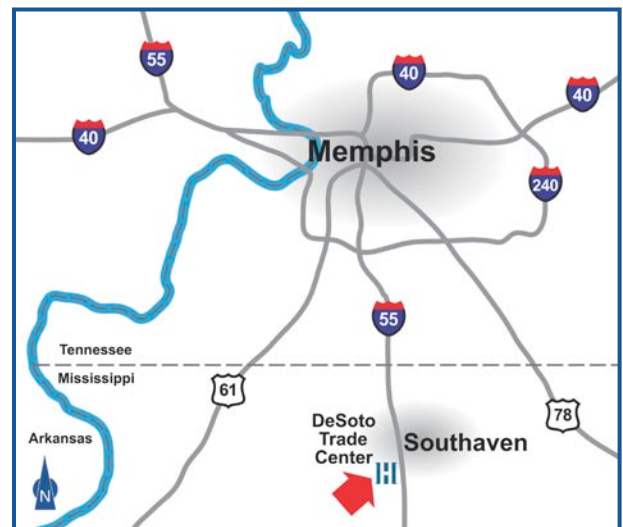 55
40
40
40
Memphis
240
55
Tennessee
Mississippi
61
78
DeSoto
Trade
Center
Southaven
Arkansas
N